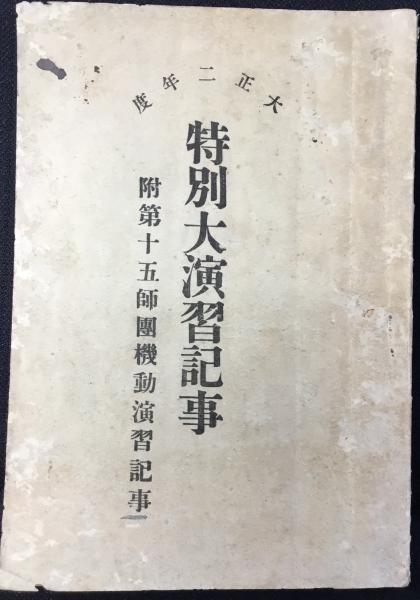 大正二年度
特別大演習記事
附第十五師團機動演習記事